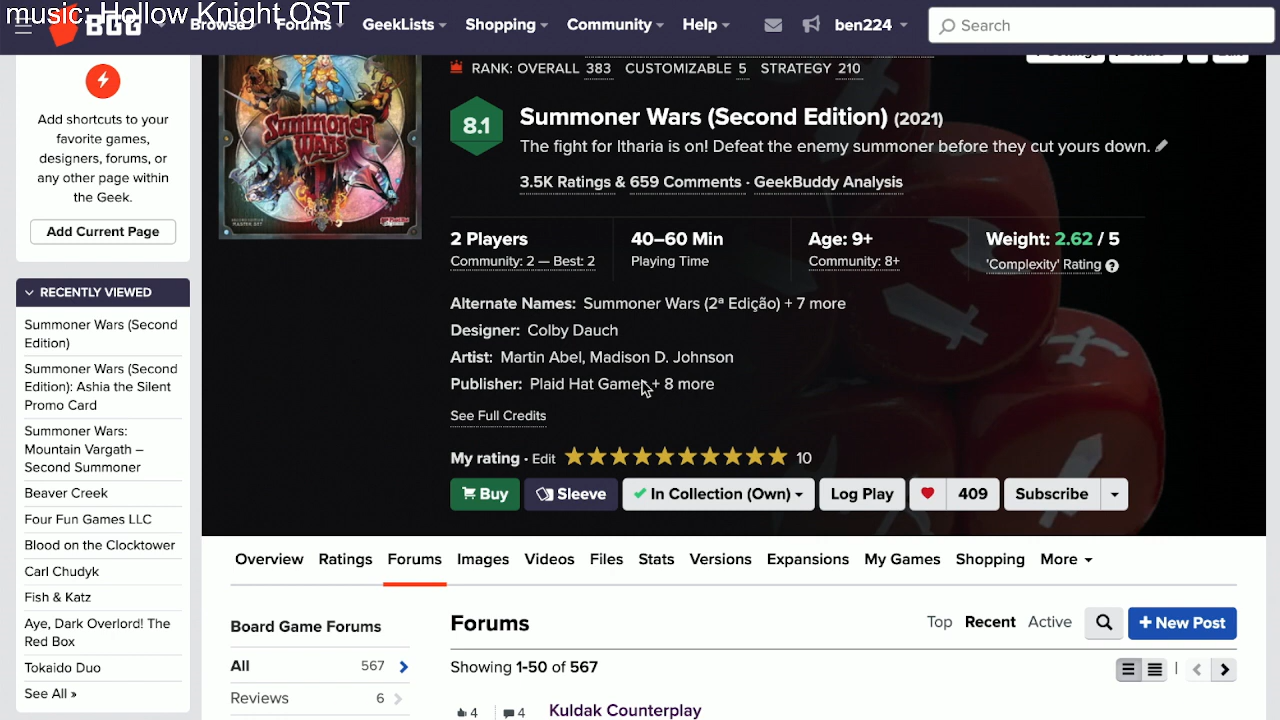 music: Hollow Knight OST
BGG
Browse
Forums
GeekLists
Shopping
Community
Help
ben224
Search
Add shortcuts to your
favorite games,
designers, forums, or
any other page within
the Geek.
Add Current Page
RECENTLY VIEWED
Summoner Wars (Second
Edition)
Summoner Wars (Second
Edition): Ashia the Silent
Promo Card
Summoner Wars:
Mountain Vargath –
Second Summoner
Beaver Creek
Four Fun Games LLC
Blood on the Clocktower
Carl Chudyk
Fish & Katz
Aye, Dark Overlord! The
Red Box
Tokaido Duo
See All »
Summoner
Wars
RANK: OVERALL 383 CUSTOMIZABLE 5 STRATEGY 210
8.1
Summoner Wars (Second Edition) (2021)
The fight for Itharia is on! Defeat the enemy summoner before they cut yours down.
3.5K Ratings & 659 Comments · GeekBuddy Analysis
2 Players
Community: 2 — Best: 2
40–60 Min
Playing Time
Age: 9+
Community: 8+
Weight: 2.62 / 5
'Complexity' Rating
Alternate Names: Summoner Wars (2ª Edição) + 7 more
Designer: Colby Dauch
Artist: Martin Abel, Madison D. Johnson
Publisher: Plaid Hat Games + 8 more
See Full Credits
My rating · Edit 10
Buy
Sleeve
In Collection (Own)
Log Play
409
Subscribe
Overview Ratings Forums Images Videos Files Stats Versions Expansions My Games Shopping More
Board Game Forums
All 567
Reviews 6
Forums
Top Recent Active
+ New Post
Showing 1-50 of 567
4 4 Kuldak Counterplay